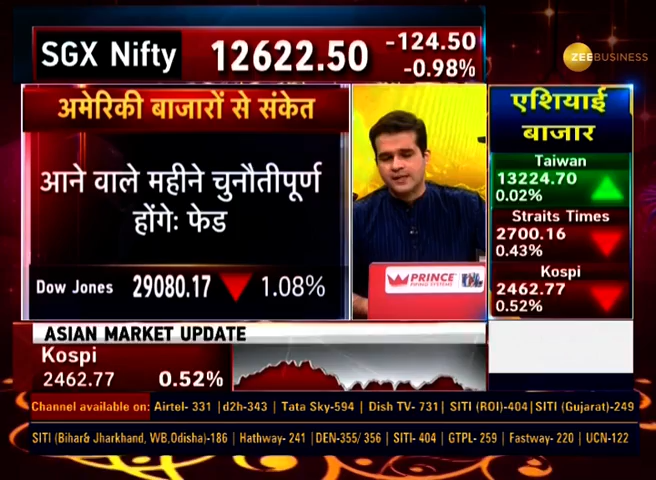 SGX Nifty 12622.50 -124.50
-0.98%
ZEEBUSINESS
अमेरिकी बाजारों से संकेत
आने वाले महीने चुनौतीपूर्ण
होंगेः फेड
Dow Jones 29080.17 1.08%
PRINCE
PIPING SYSTEMS
एशियाई
बाजार
Taiwan
13224.70
0.02%
Straits Times
2700.16
0.43%
Kospi
2462.77
0.52%
ASIAN MARKET UPDATE
Kospi
2462.77 0.52%
Channel available on: Airtel- 331 |d2h-343 | Tata Sky-594 | Dish TV- 731| SITI (ROI)-404|SITI (Gujarat)-249
SITI (Bihar& Jharkhand, WB,Odisha)-186 | Hathway- 241 |DEN-355/ 356 | SITI- 404 | GTPL- 259 | Fastway- 220 | UCN-122